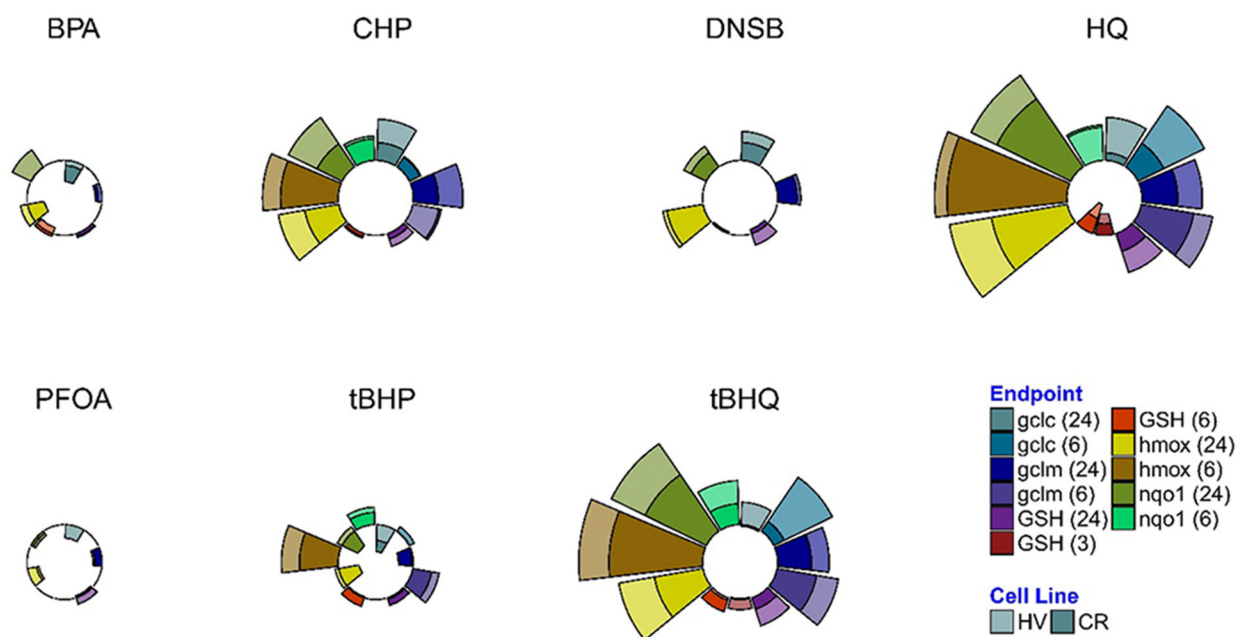 BPA CHP DNSB HQ
PFOA tBHP tBHQ
Endpoint
gclc (24) GSH (6)
gclc (6) hmox (24)
gclm (24) hmox (6)
gclm (6) nqo1 (24)
GSH (24) nqo1 (6)
GSH (3)
Cell Line
HV CR